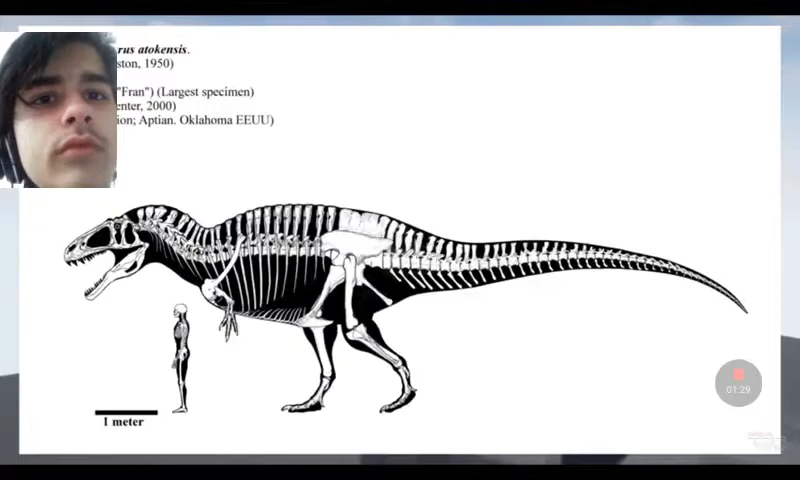 rus atokensis.
ston, 1950)
"Fran") (Largest specimen)
enter, 2000)
ion; Aptian. Oklahoma EEUU)
1 meter
01:29